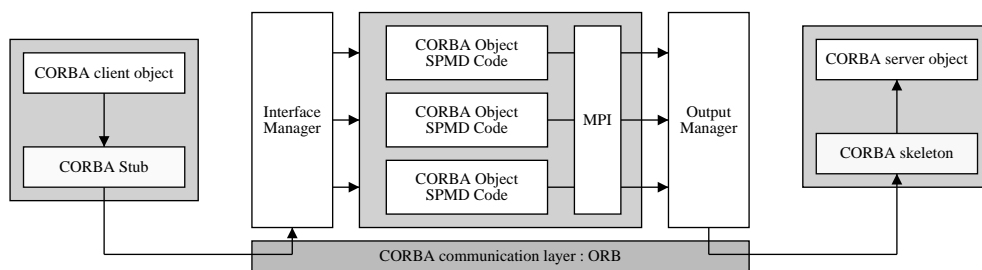 CORBA client object
CORBA Stub
Interface
Manager
CORBA Object
SPMD Code
CORBA Object
SPMD Code
CORBA Object
SPMD Code
MPI
Output
Manager
CORBA server object
CORBA skeleton
CORBA communication layer : ORB